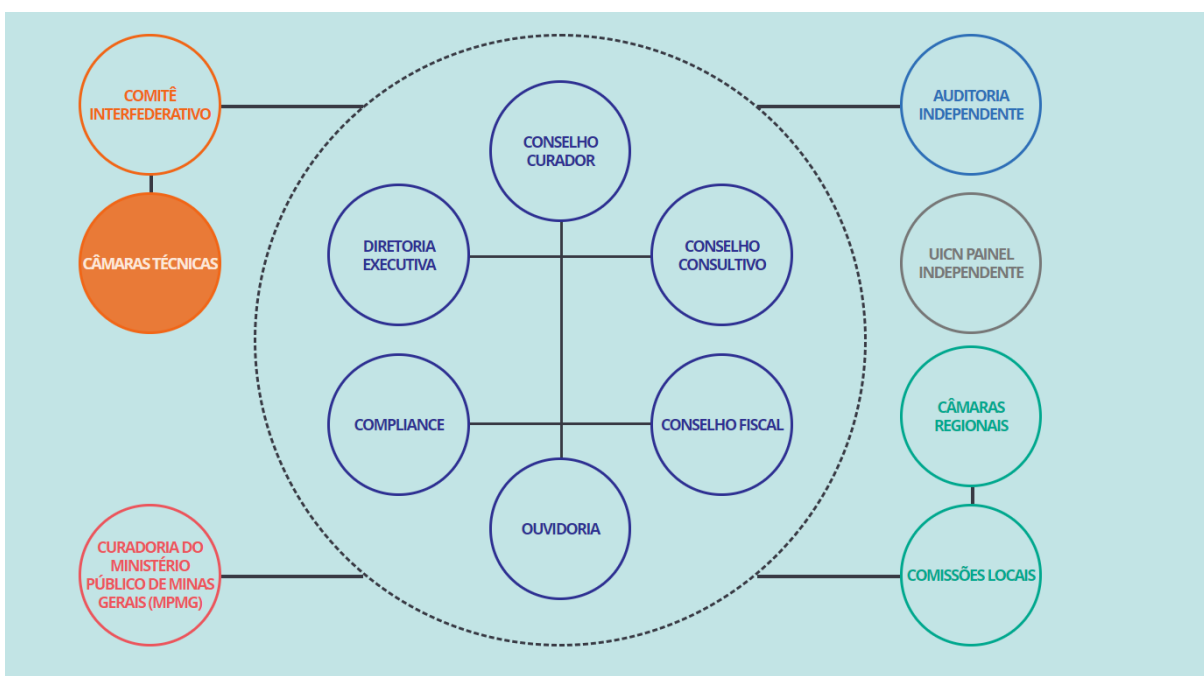 COMITÊ
INTERFEDERATIVO
AUDITORIA
INDEPENDENTE
CONSELHO
CURADOR
CÂMARAS TÉCNICAS
DIRETORIA
EXECUTIVA
CONSELHO
CONSULTIVO
UICN PAINEL
INDEPENDENTE
COMPLIANCE
CONSELHO FISCAL
CÂMARAS
REGIONAIS
OUVIDORIA
CURADORIA DO
MINISTÉRIO
PÚBLICO DE MINAS
GERAIS (MPMG)
COMISSÕES LOCAIS